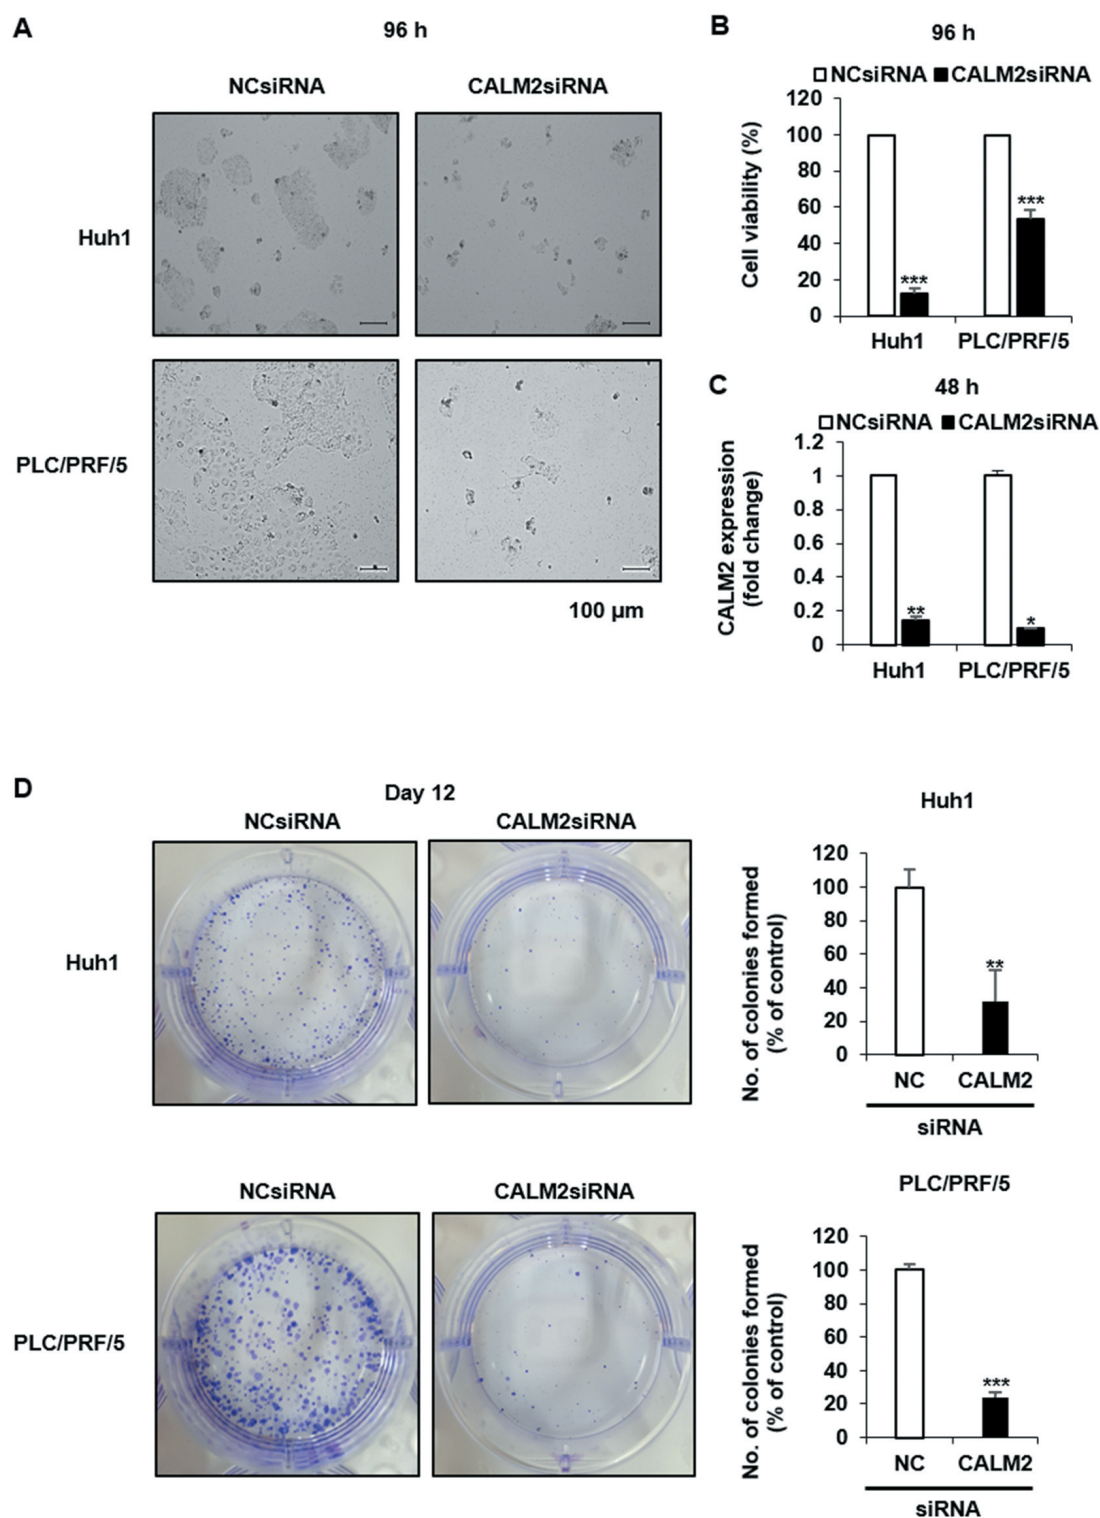 A
96 h
NCsiRNA
CALM2siRNA
Huh1
PLC/PRF/5
100 µm
B
96 h
NCsiRNA CALM2siRNA
Cell viability (%)
120
100
80
60
40
20
0
***
***
Huh1
PLC/PRF/5
C
48 h
NCsiRNA CALM2siRNA
CALM2 expression
(fold change)
1.2
1
0.8
0.6
0.4
0.2
0
**
*
Huh1
PLC/PRF/5
D
Day 12
NCsiRNA
CALM2siRNA
Huh1
Huh1
No. of colonies formed
(% of control)
120
100
80
60
40
20
0
**
NC
CALM2
siRNA
NCsiRNA
CALM2siRNA
PLC/PRF/5
PLC/PRF/5
No. of colonies formed
(% of control)
120
100
80
60
40
20
0
***
NC
CALM2
siRNA